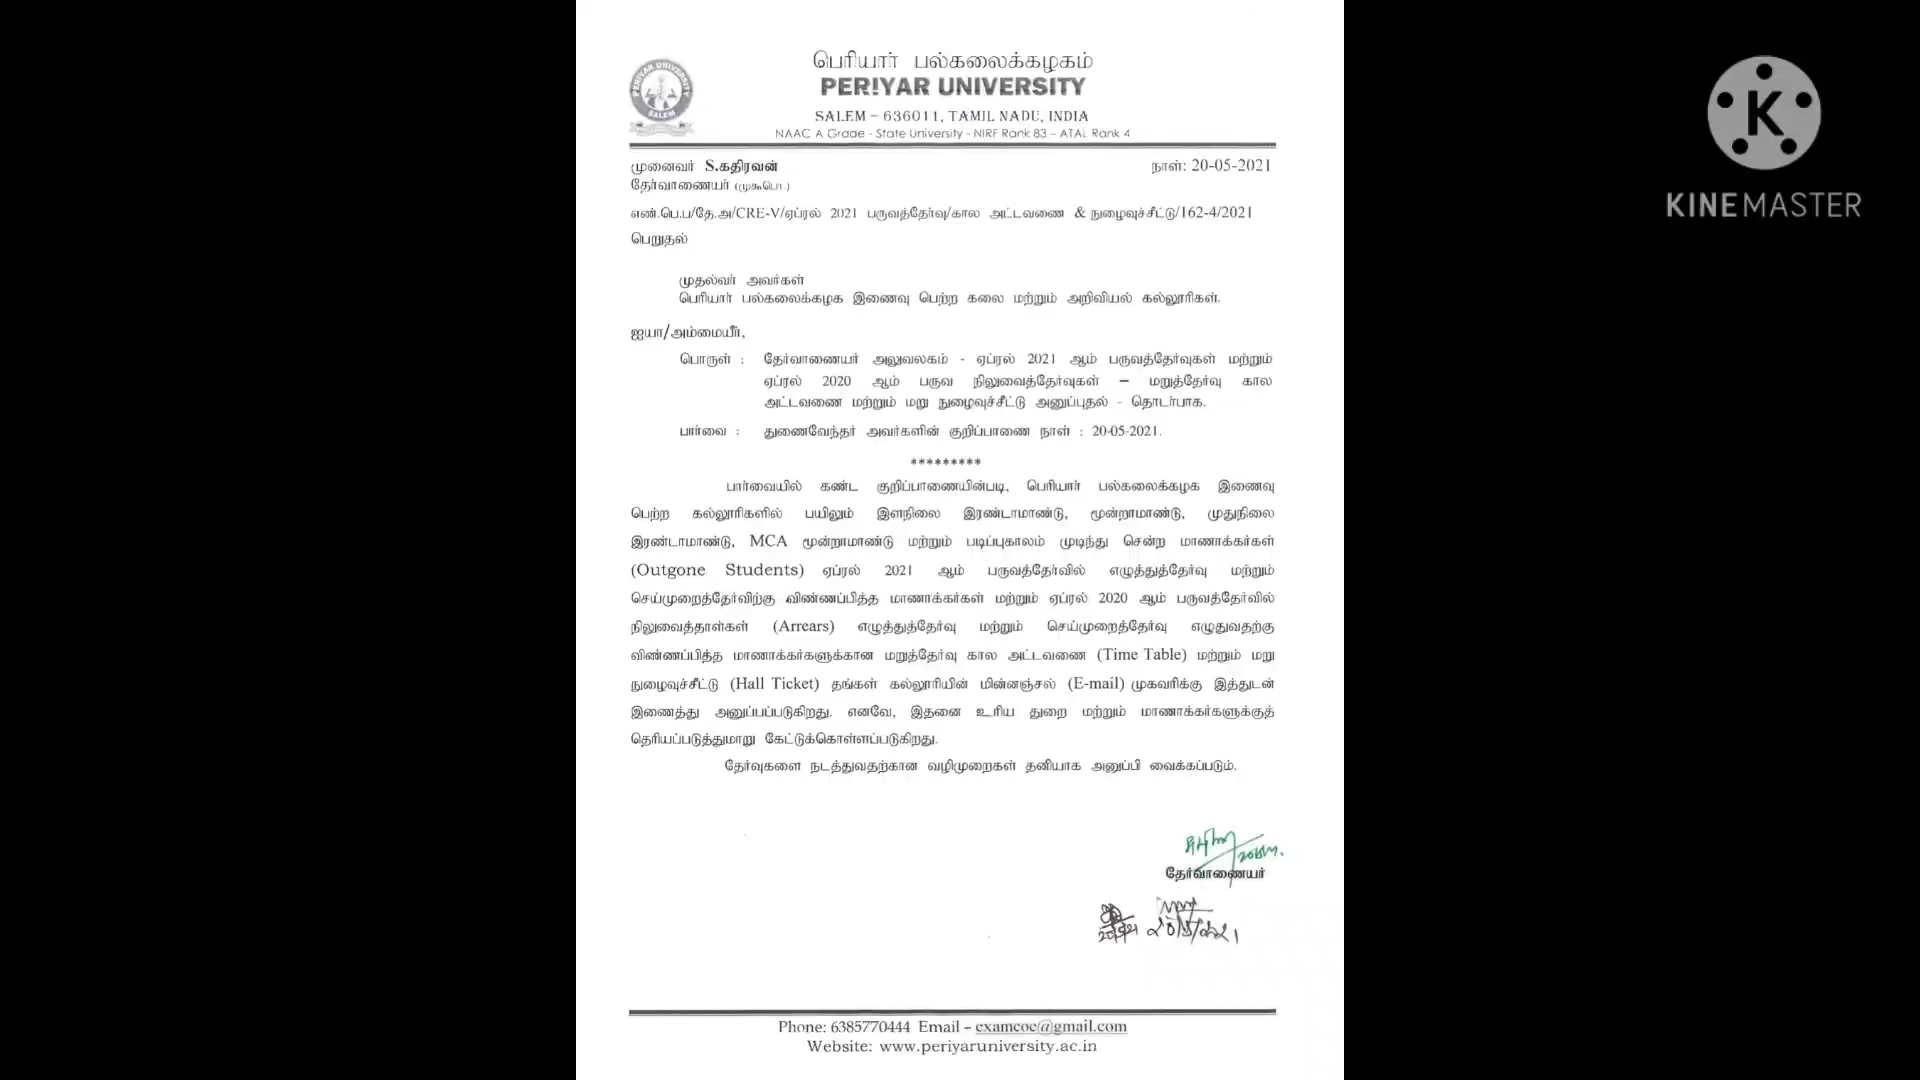 பெரியார் பல்கலைக்கழகம்
PERIYAR UNIVERSITY
SALEM – 636011, TAMIL NADU, INDIA
NAAC A Grade - State University - NIRF Rank 83 – ATAL Rank 4
PERIYAR UNIVERSITY
SALEM
முனைவர் S.கதிரவன்
நாள்: 20-05-2021
தேர்வாணையர் (முகூபொ.)
எண்.பெ.ப/தே.அ/CRE-V/ஏப்ரல் 2021 பருவத்தேர்வு/கால அட்டவணை & நுழைவுச்சீட்டு/162-4/2021
பெறுதல்
முதல்வர் அவர்கள்
பெரியார் பல்கலைக்கழக இணைவு பெற்ற கலை மற்றும் அறிவியல் கல்லூரிகள்.
ஐயா/அம்மையீர்,
பொருள் : தேர்வாணையர் அலுவலகம் - ஏப்ரல் 2021 ஆம் பருவத்தேர்வுகள் மற்றும்
ஏப்ரல் 2020 ஆம் பருவ நிலுவைத்தேர்வுகள் – மறுத்தேர்வு கால
அட்டவணை மற்றும் மறு நுழைவுச்சீட்டு அனுப்புதல் - தொடர்பாக.
பார்வை : துணைவேந்தர் அவர்களின் குறிப்பாணை நாள் : 20-05-2021.
*********
பார்வையில் கண்ட குறிப்பாணையின்படி, பெரியார் பல்கலைக்கழக இணைவு
பெற்ற கல்லூரிகளில் பயிலும் இளநிலை இரண்டாமாண்டு, மூன்றாமாண்டு, முதுநிலை
இரண்டாமாண்டு, MCA மூன்றாமாண்டு மற்றும் படிப்புகாலம் முடிந்து சென்ற மாணாக்கர்கள்
(Outgone Students) ஏப்ரல் 2021 ஆம் பருவத்தேர்வில் எழுத்துத்தேர்வு மற்றும்
செய்முறைத்தேர்விற்கு விண்ணப்பித்த மாணாக்கர்கள் மற்றும் ஏப்ரல் 2020 ஆம் பருவத்தேர்வில்
நிலுவைத்தாள்கள் (Arrears) எழுத்துத்தேர்வு மற்றும் செய்முறைத்தேர்வு எழுதுவதற்கு
விண்ணப்பித்த மாணாக்கர்களுக்கான மறுத்தேர்வு கால அட்டவணை (Time Table) மற்றும் மறு
நுழைவுச்சீட்டு (Hall Ticket) தங்கள் கல்லூரியின் மின்னஞ்சல் (E-mail) முகவரிக்கு இத்துடன்
இணைத்து அனுப்பப்படுகிறது. எனவே, இதனை உரிய துறை மற்றும் மாணாக்கர்களுக்குத்
தெரியப்படுத்துமாறு கேட்டுக்கொள்ளப்படுகிறது.
தேர்வுகளை நடத்துவதற்கான வழிமுறைகள் தனியாக அனுப்பி வைக்கப்படும்.
தேர்வாணையர்
Phone: 6385770444 Email – examcoe@gmail.com
Website: www.periyaruniversity.ac.in
K
KINEMASTER